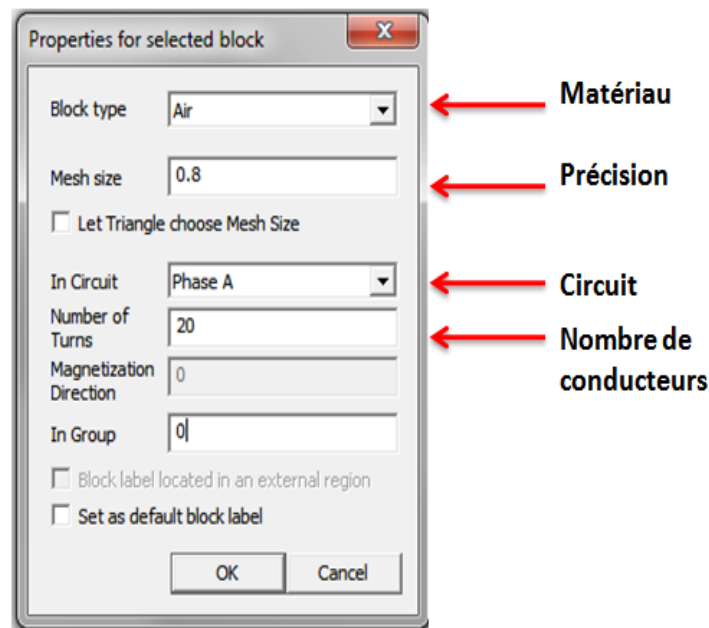 Properties for selected block
Block type Air
Matériau
Mesh size 0.8
Précision
Let Triangle choose Mesh Size
In Circuit Phase A
Circuit
Number of
Turns
20
Nombre de
conducteurs
Magnetization
Direction
0
In Group 0
Block label located in an external region
Set as default block label
OK Cancel